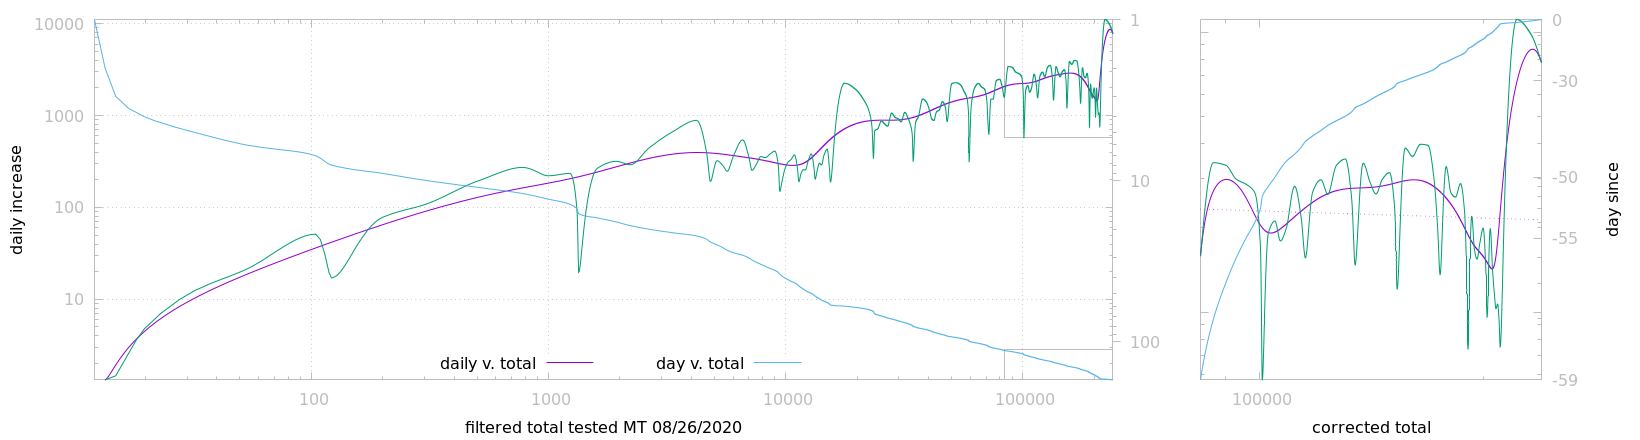 10000
1000
100
10
daily increase
100
1000
10000
100000
filtered total tested MT 08/26/2020
daily v. total
day v. total
1
10
100
100000
corrected total
0
-30
-50
-55
-59
day since